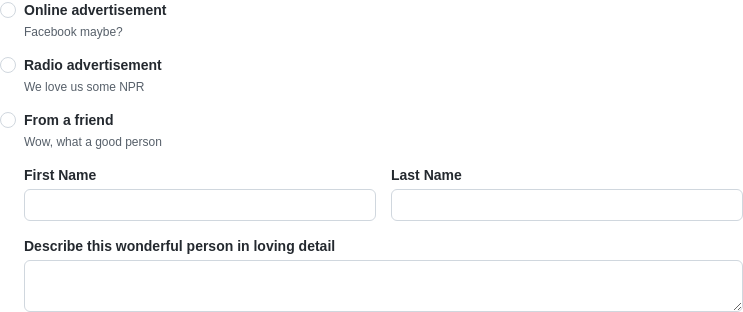 Online advertisement
Facebook maybe?
Radio advertisement
We love us some NPR
From a friend
Wow, what a good person
First Name Last Name
Describe this wonderful person in loving detail